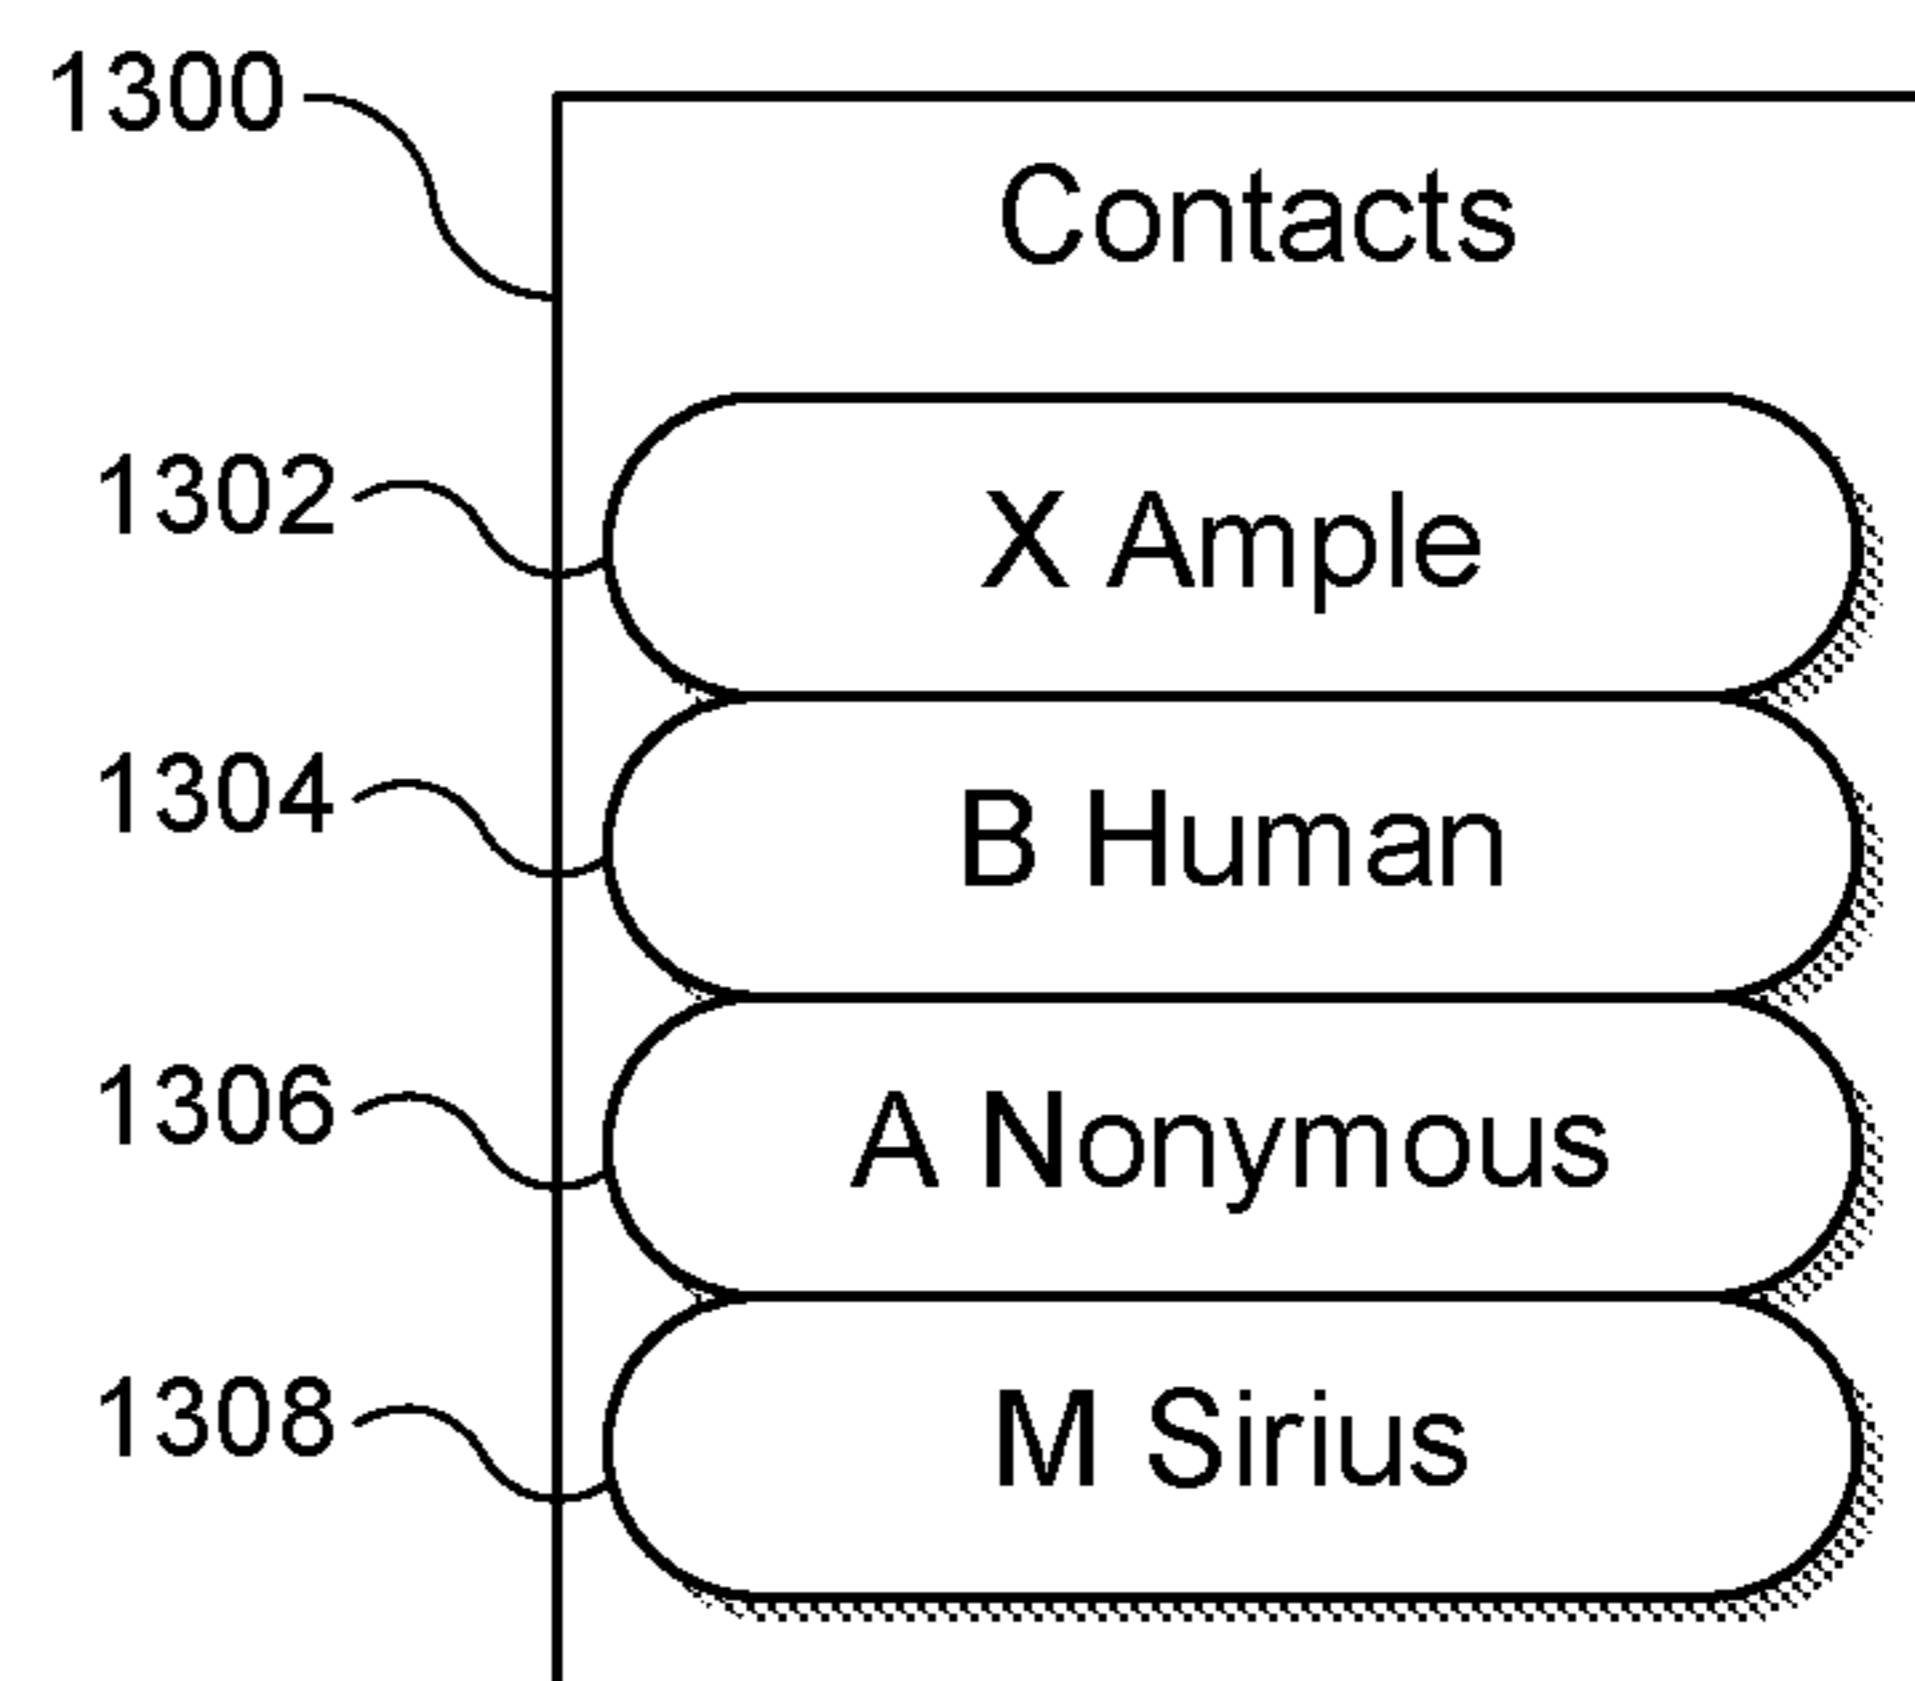 1300
Contacts
1302
X Ample
1304
B Human
1306
A Nonymous
1308
M Sirius